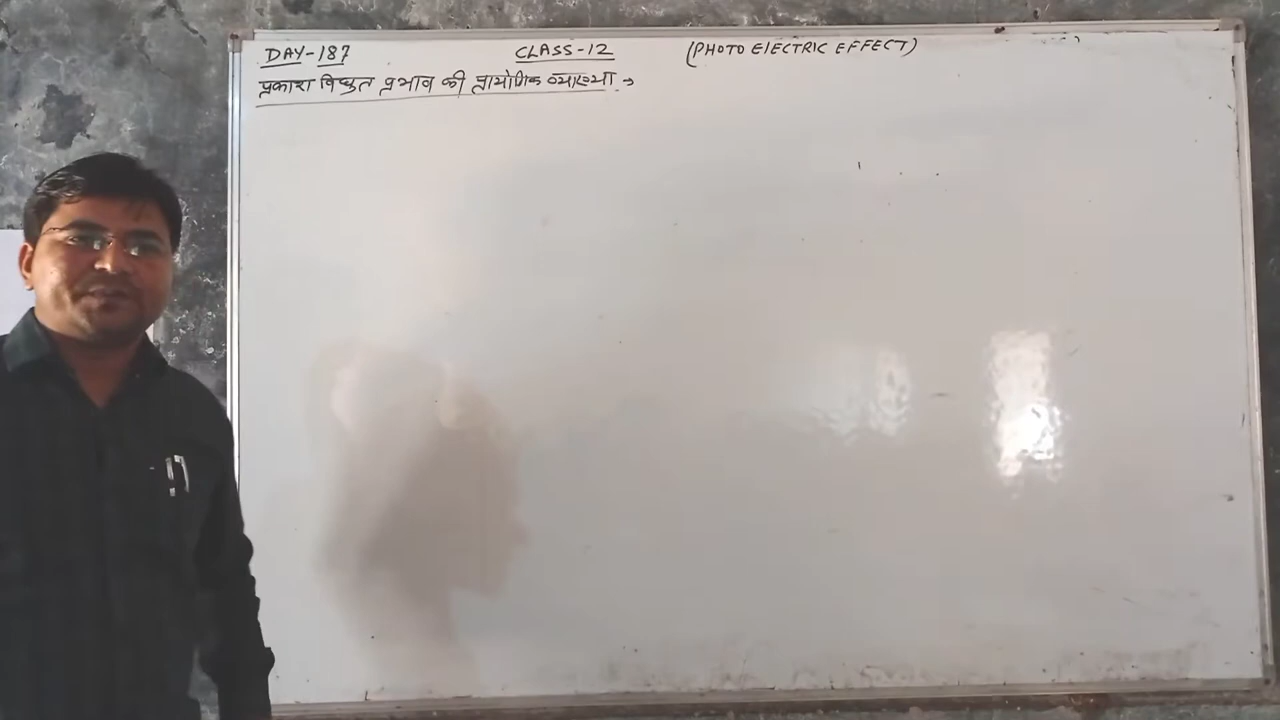 DAY-187 CLASS-12 (PHOTO ElECTRIC EFFECT)
प्रकाश विधुत प्रभाव की प्रायोगिक व्याख्या →